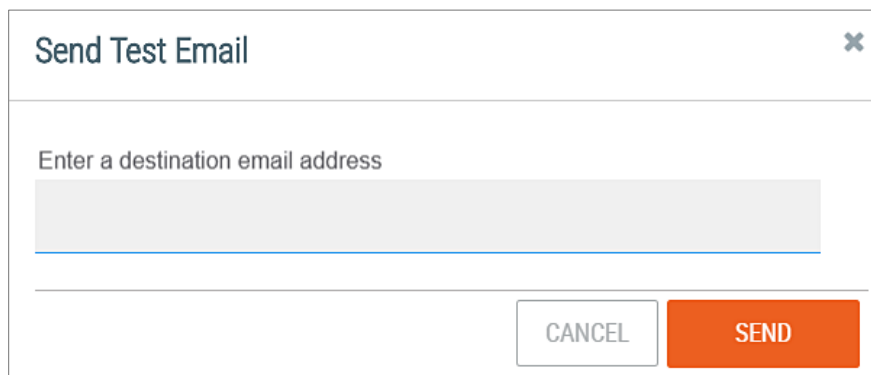 Send Test Email
Enter a destination email address
CANCEL
SEND